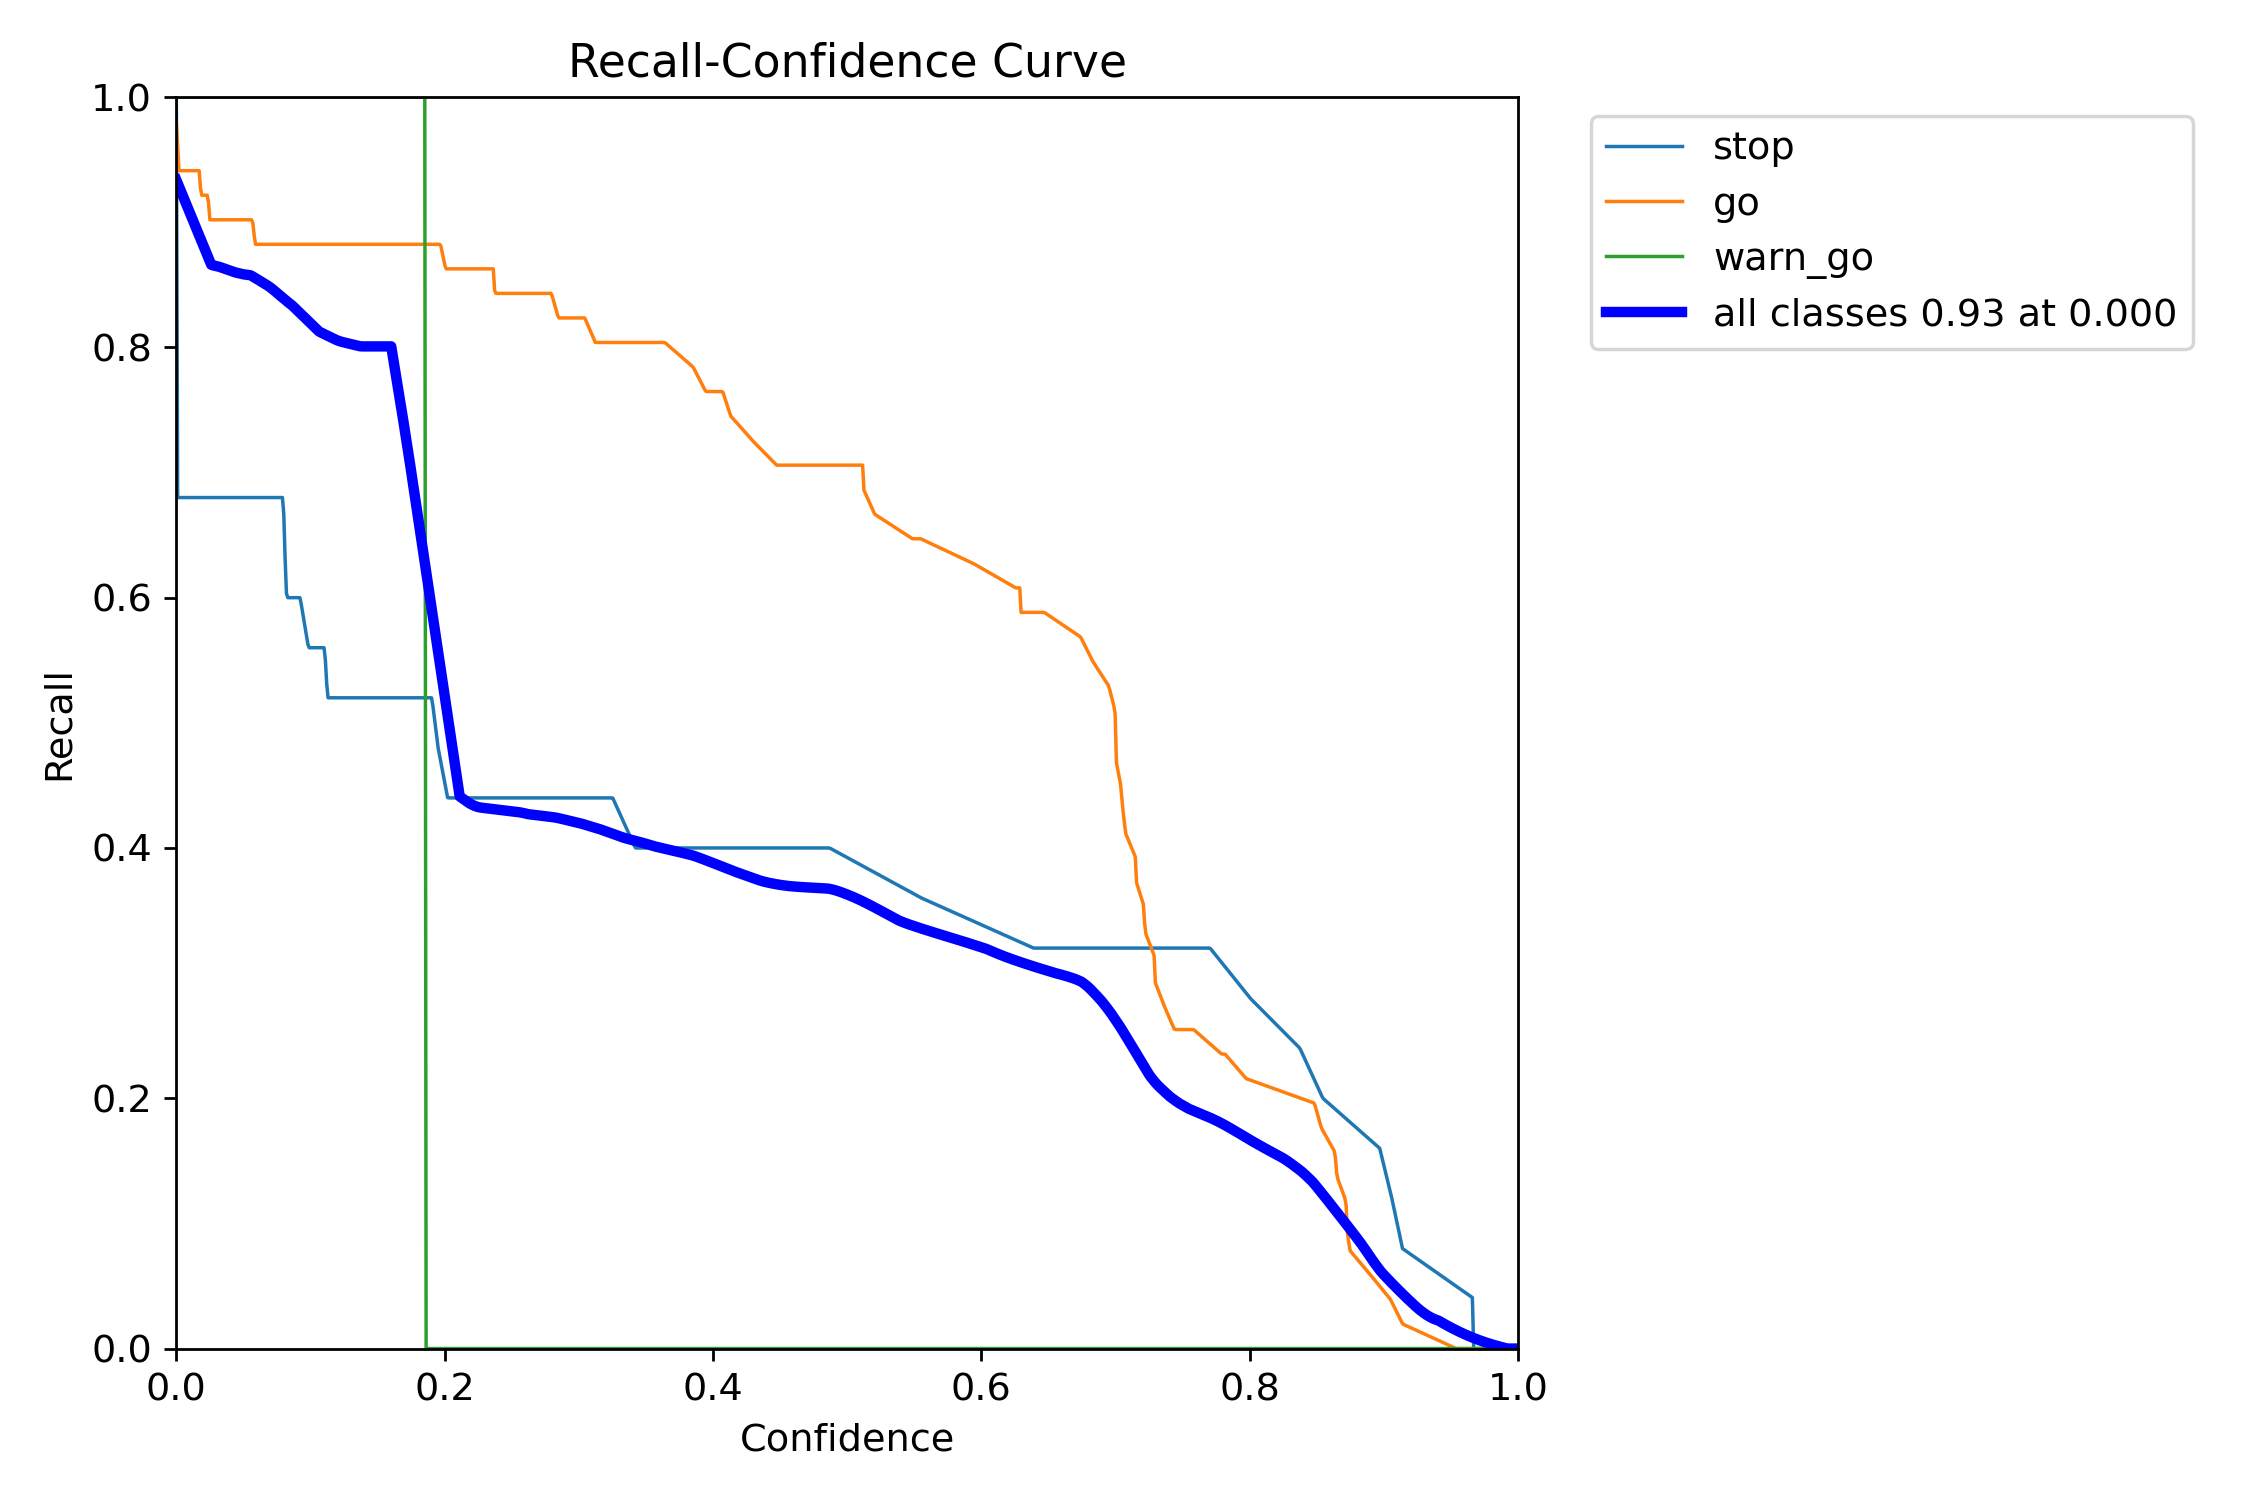 Recall-Confidence Curve
1.0
0.8
0.6
0.4
0.2
0.0
Recall
0.0 0.2 0.4 0.6 0.8 1.0
Confidence
stop
go
warn_go
all classes 0.93 at 0.000